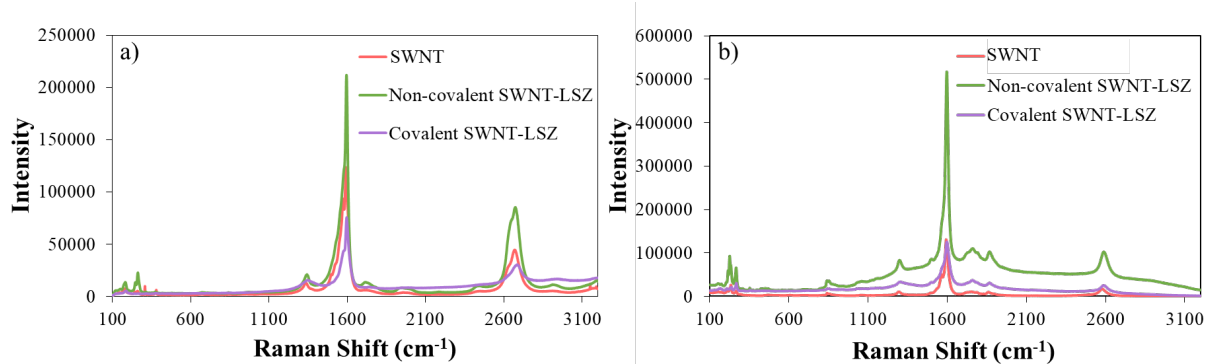 a)
SWNT
Non-covalent SWNT-LSZ
Covalent SWNT-LSZ
250000
200000
150000
100000
50000
0
Intensity
100 600 1100 1600 2100 2600 3100
Raman Shift (cm-1)
b)
SWNT
Non-covalent SWNT-LSZ
Covalent SWNT-LSZ
600000
500000
400000
300000
200000
100000
0
Intensity
100 600 1100 1600 2100 2600 3100
Raman Shift (cm-1)